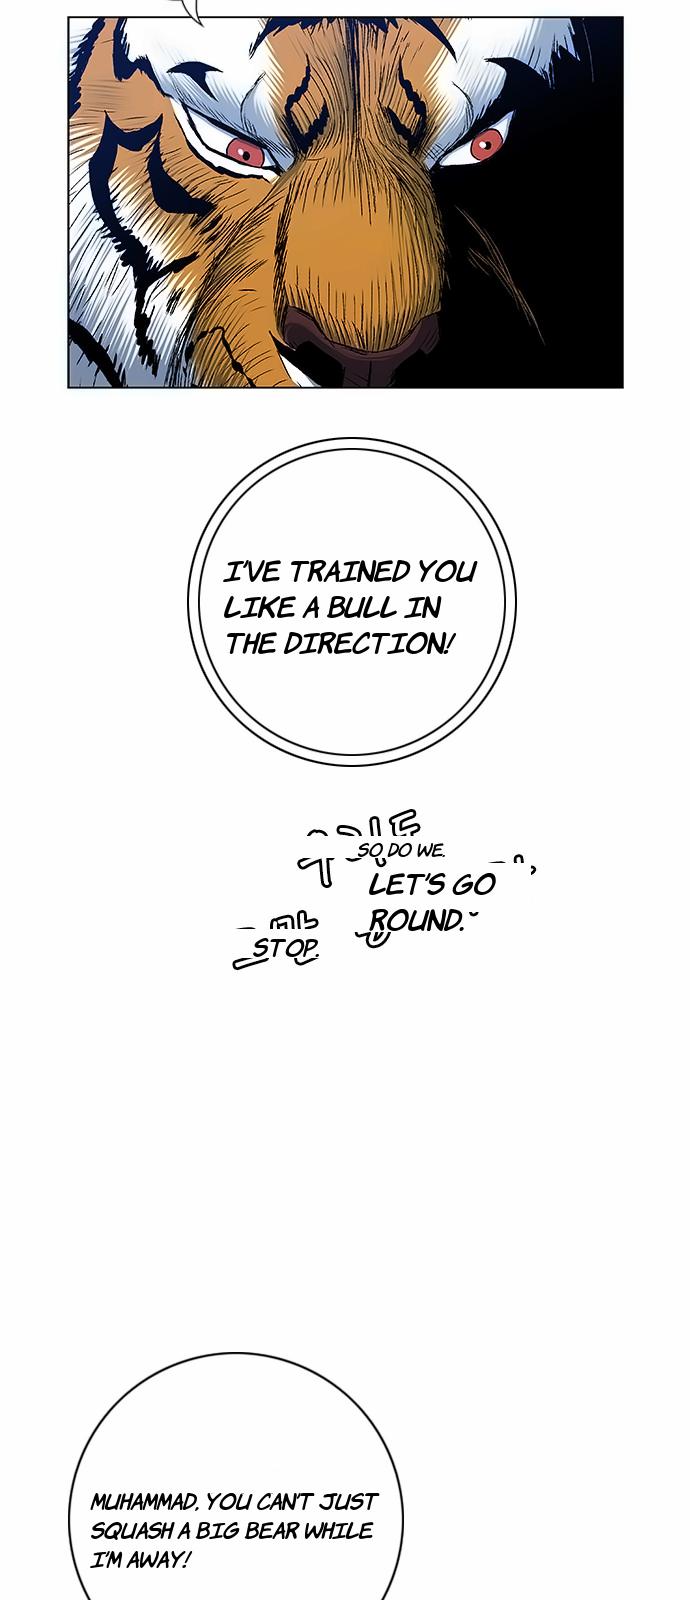 I'VE TRAINED YOU
LIKE A BULL IN
THE DIRECTION!
SO DO WE.
LET'S GO
ROUND.
STOP.
MUHAMMAD, YOU CAN'T JUST
SQUASH A BIG BEAR WHILE
I'M AWAY!